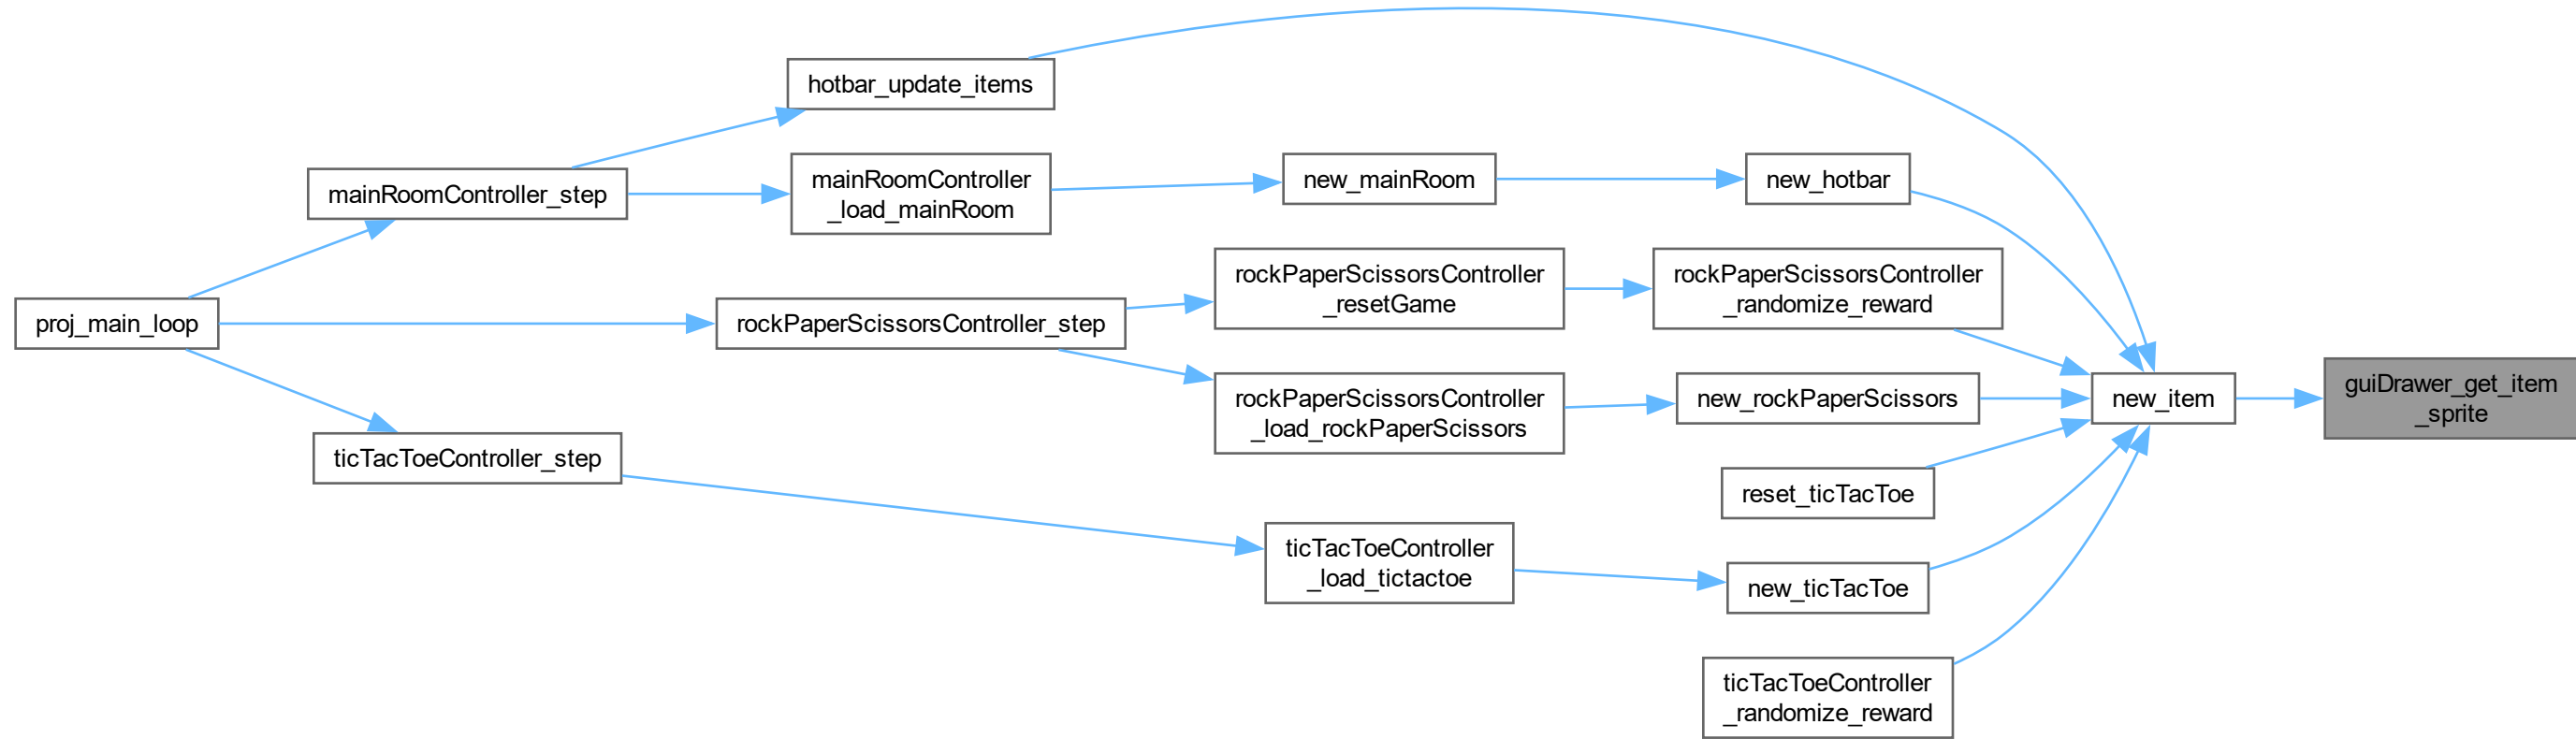 hotbar_update_items
mainRoomController_step
mainRoomController
_load_mainRoom
new_mainRoom
new_hotbar
proj_main_loop
rockPaperScissorsController_step
rockPaperScissorsController
_resetGame
rockPaperScissorsController
_randomize_reward
rockPaperScissorsController
_load_rockPaperScissors
new_rockPaperScissors
new_item
guiDrawer_get_item
_sprite
ticTacToeController_step
reset_ticTacToe
ticTacToeController
_load_tictactoe
new_ticTacToe
ticTacToeController
_randomize_reward